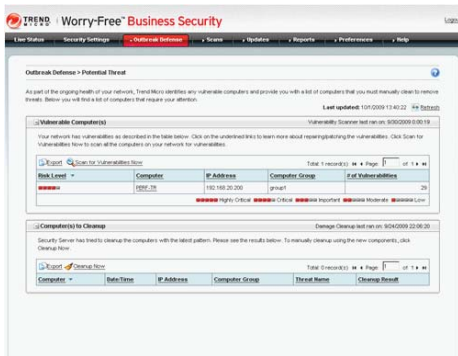 TREND MICRO Worry-Free™ Business Security
Login
Live Status Security Settings Outbreak Defense Scans Updates Reports Preferences Help
Outbreak Defense > Potential Threat
As part of the ongoing health of your network, Trend Micro identifies any vulnerable computers and provide you with a list of computers that you must manually clean to remove
threats. Below you will find a list of computers that require your attention.
Last updated: 10/1/2009 13:40:22 Refresh
Vulnerable Computer(s) Vulnerability Scanner last ran on: 9/30/2009 0:00:19
Your network has vulnerabilities as described in the table below. Click on the underlined links to learn more about repairing/patching the vulnerabilities. Click Scan for
Vulnerabilities Now to scan all the computers on your network for vulnerabilities.
Export Scan for Vulnerabilities Now Total: 1 record(s) Page: 1 of 1
Risk Level Computer IP Address Computer Group # of Vulnerabilities
192.168.20.200 group1 29
Highly Critical Critical Important Moderate Low
Computer(s) to Cleanup Damage Cleanup last ran on: 9/24/2009 22:08:20
Security Server has tried to cleanup the computers with the latest pattern. Please see the results below. To manually cleanup using the new components, click
Cleanup Now.
Export Cleanup Now Total: 0 record(s) Page: 1 of 1
Computer Date/Time IP Address Computer Group Threat Name Cleanup Result